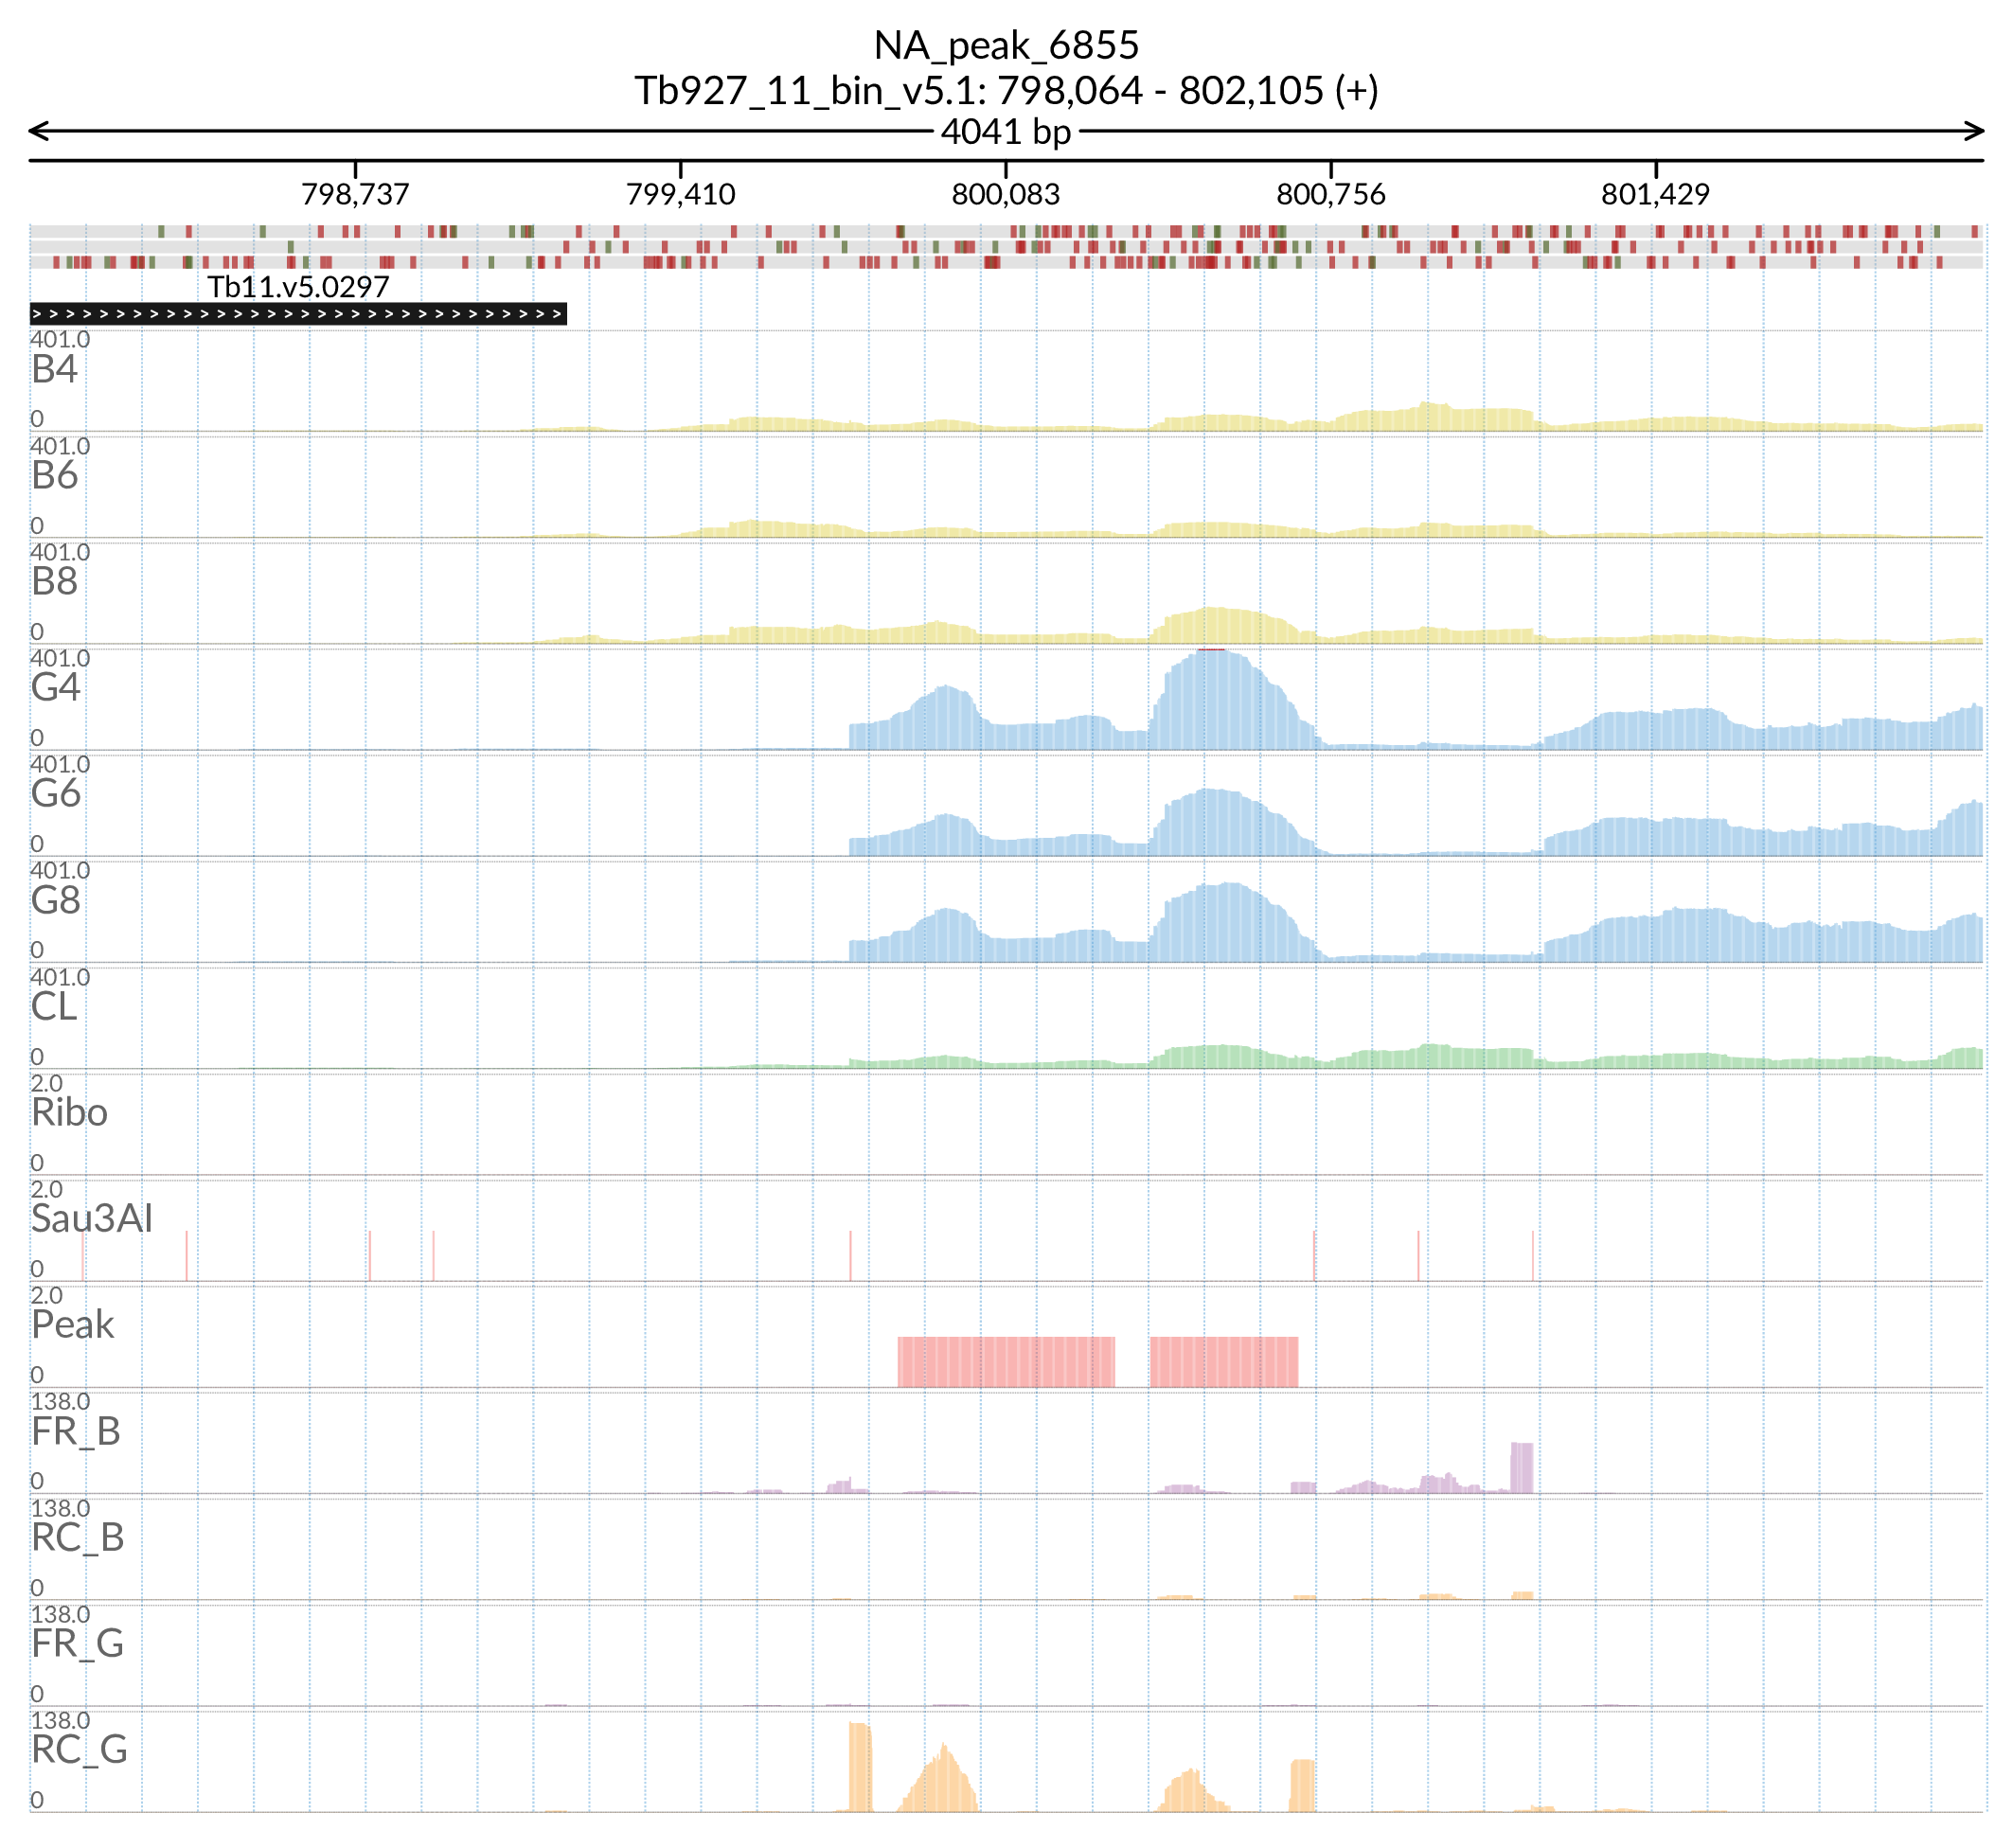 NA_peak_6855
Tb927_11_bin_v5.1: 798,064 - 802,105 (+)
4041 bp
798,737 799,410 800,083 800,756 801,429
Tb11.v5.0297
401.0
B4
0
401.0
B6
0
401.0
B8
0
401.0
G4
0
401.0
G6
0
401.0
G8
0
401.0
CL
0
2.0
Ribo
0
2.0
Sau3AI
0
2.0
Peak
0
138.0
FR_B
0
138.0
RC_B
0
138.0
FR_G
0
138.0
RC_G
0